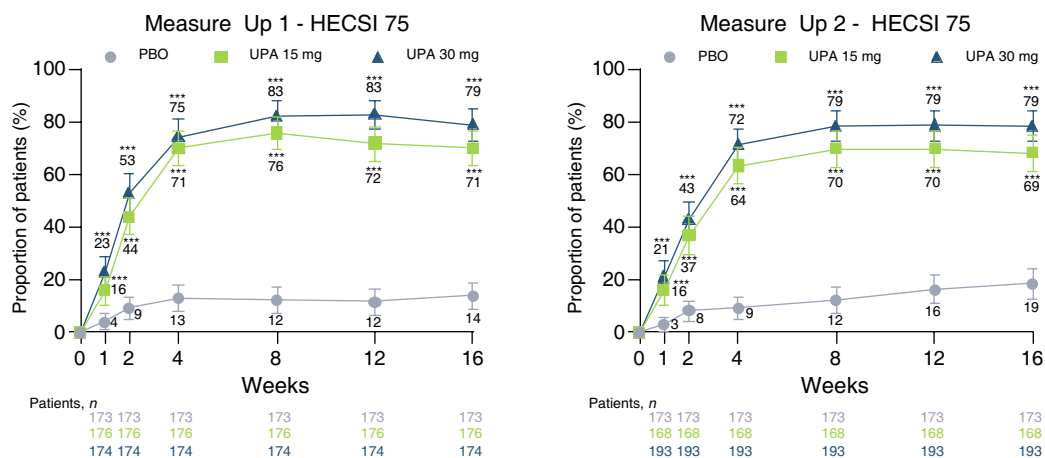 Measure Up 1 - HECSI 75
PBO UPA 15 mg UPA 30 mg
Proportion of patients (%)
100
80
60
40
20
0
*** 23
*** 53
*** 75
*** 83
*** 83
*** 79
*** 16
*** 44
*** 71
*** 76
*** 72
*** 71
4 9 13 12 12 14
0 1 2 4 8 12 16
Weeks
Patients, n
173 173 173 173 173 173
176 176 176 176 176 176
174 174 174 174 174 174
Measure Up 2 - HECSI 75
PBO UPA 15 mg UPA 30 mg
Proportion of patients (%)
100
80
60
40
20
0
*** 21
*** 43
*** 72
*** 79
*** 79
*** 79
*** 16
*** 37
*** 64
*** 70
*** 70
*** 69
3 8 9 12 16 19
0 1 2 4 8 12 16
Weeks
173 173 173 173 173 173
168 168 168 168 168 168
193 193 193 193 193 193